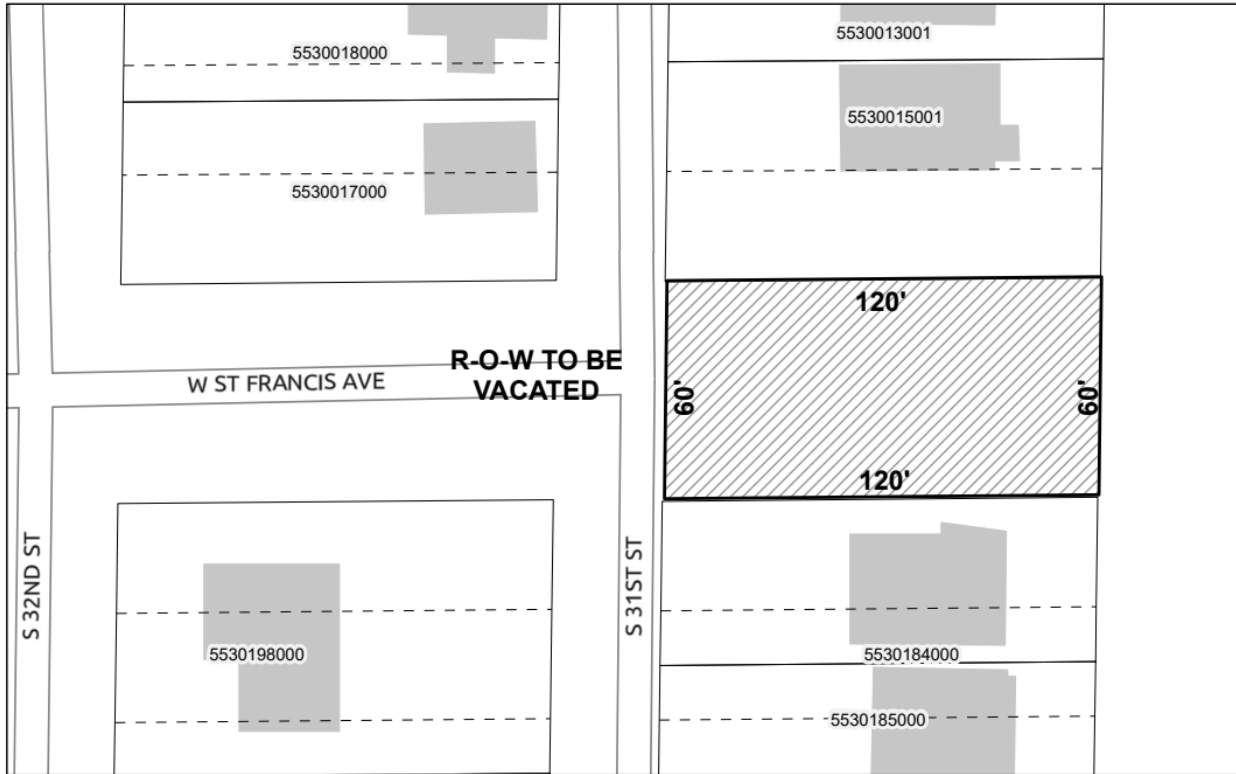 5530013001
5530018000
5530015001
5530017000
120'
R-O-W TO BE
VACATED
W ST FRANCIS AVE
60'
60'
120'
S 32ND ST
S 31ST ST
5530198000
5530184000
5530185000